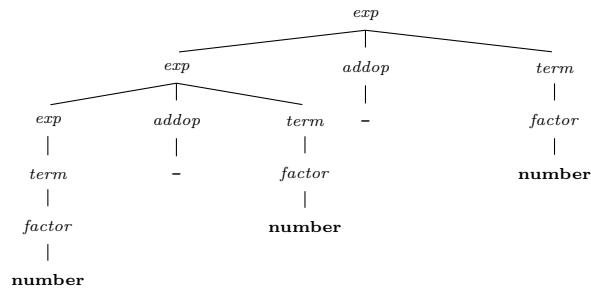 exp
exp addop term
exp addop term – factor
term – factor number
factor number
number